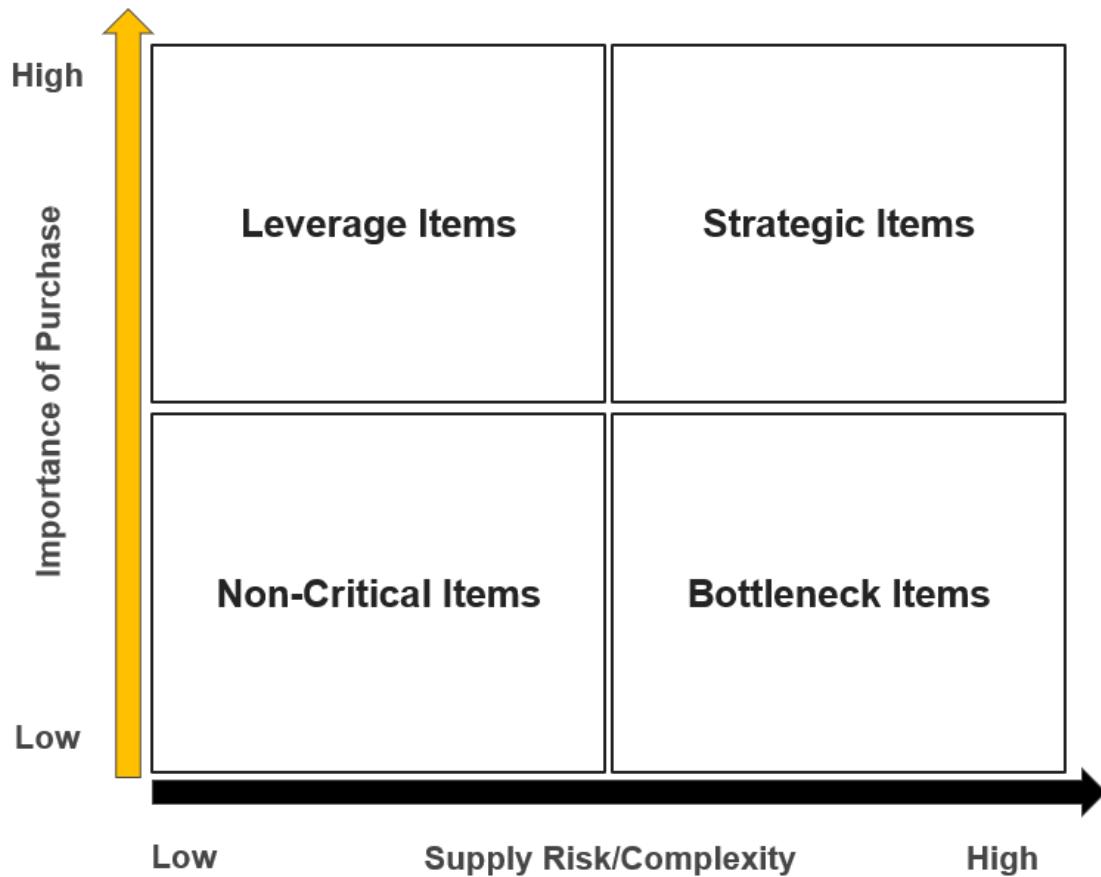 High
Leverage Items
Strategic Items
Importance of Purchase
Non-Critical Items
Bottleneck Items
Low
Low
Supply Risk/Complexity
High